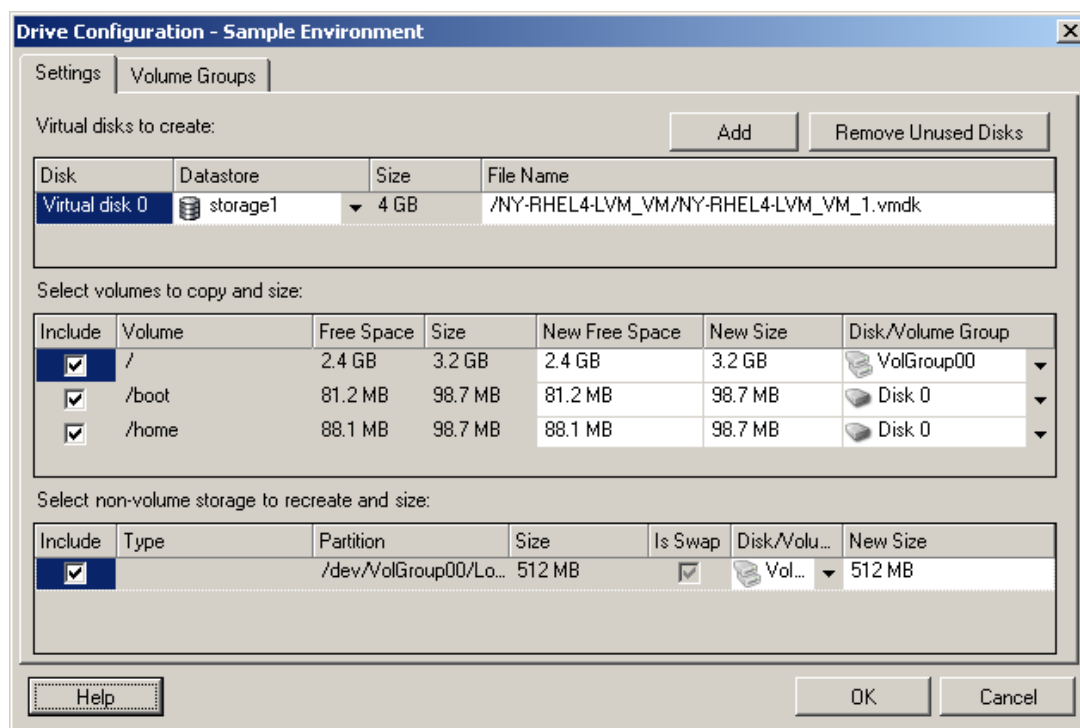 Drive Configuration - Sample Environment
Settings Volume Groups
Virtual disks to create: Add Remove Unused Disks
Disk Datastore Size File Name
Virtual disk 0 storage1 4 GB /NY-RHEL4-LVM_VM/NY-RHEL4-LVM_VM_1.vmdk
Select volumes to copy and size:
Include Volume Free Space Size New Free Space New Size Disk/Volume Group
/ 2.4 GB 3.2 GB 2.4 GB 3.2 GB VolGroup00
/boot 81.2 MB 98.7 MB 81.2 MB 98.7 MB Disk 0
/home 88.1 MB 98.7 MB 88.1 MB 98.7 MB Disk 0
Select non-volume storage to recreate and size:
Include Type Partition Size Is Swap Disk/Volu... New Size
/dev/VolGroup00/Lo... 512 MB Vol... 512 MB
Help OK Cancel